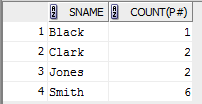 SNAME COUNT(P#)
1 Black 1
2 Clark 2
3 Jones 2
4 Smith 6